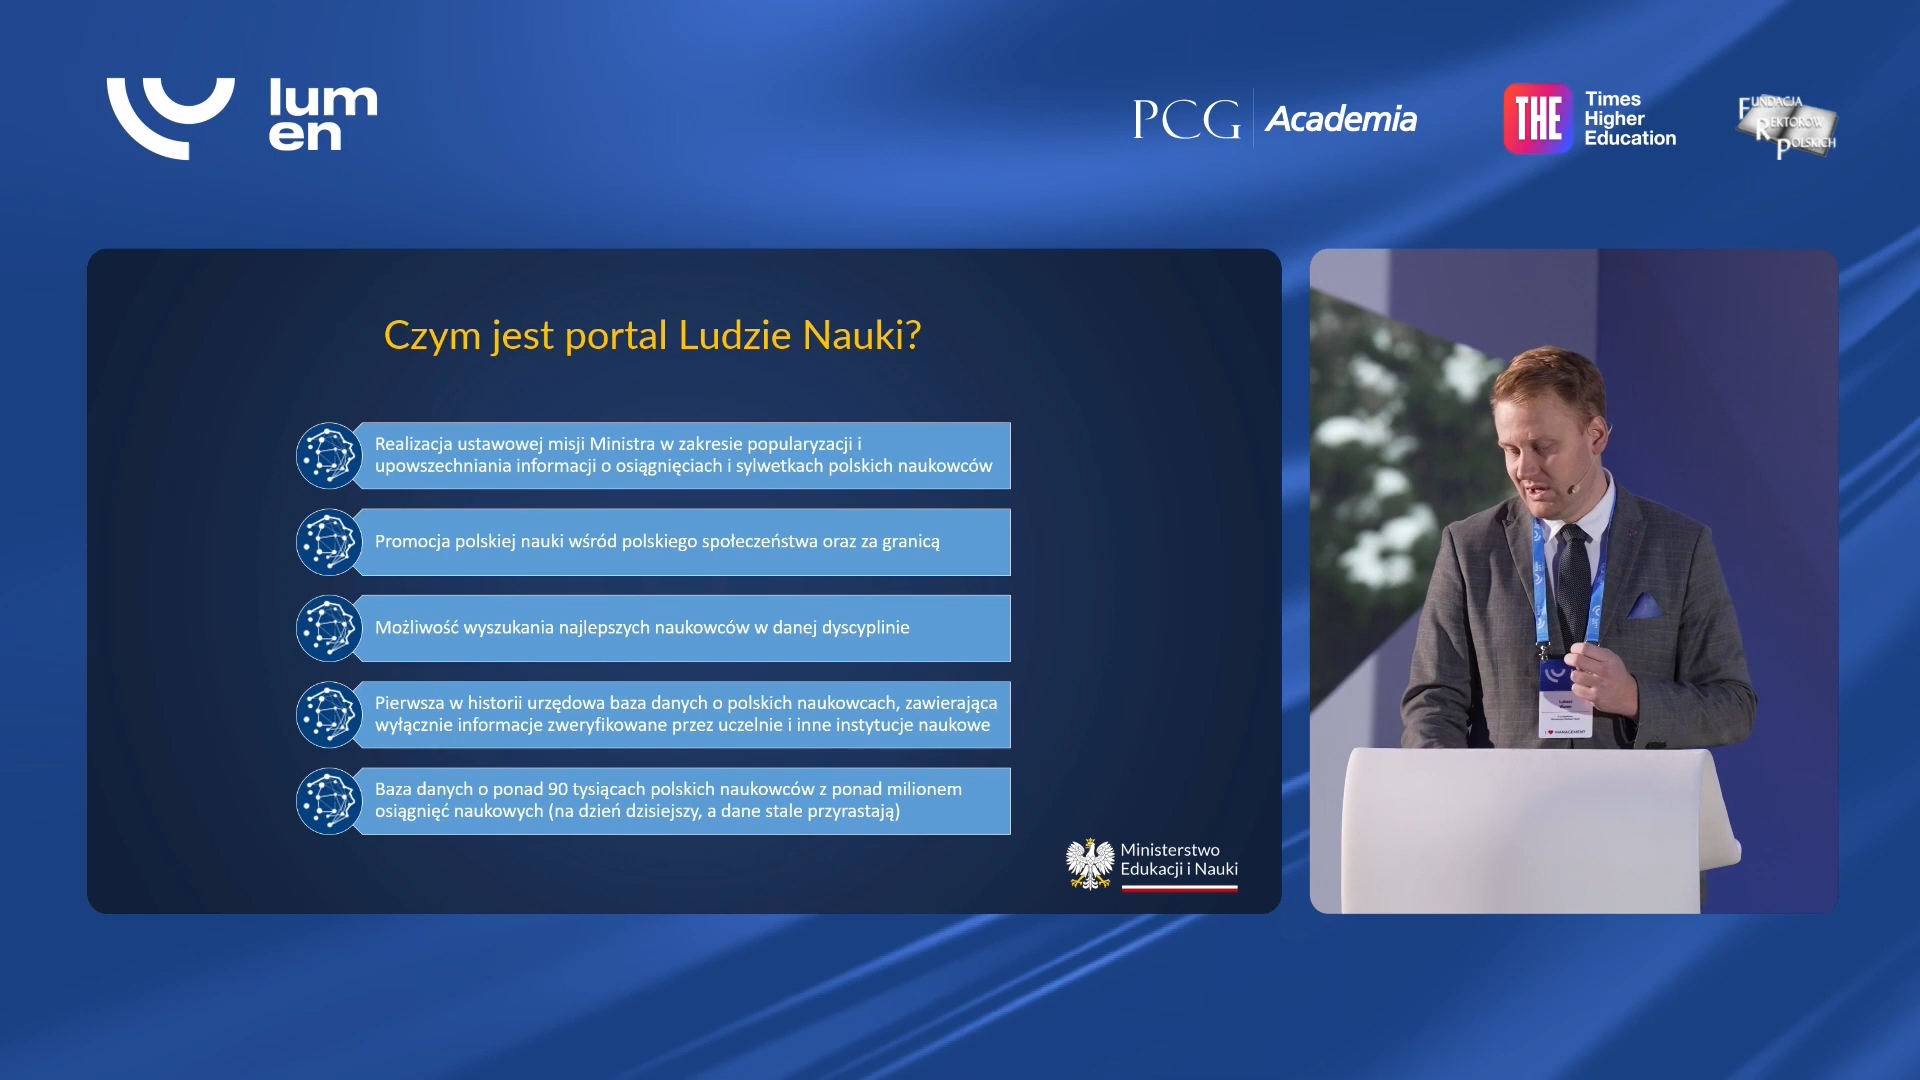 lum
en
PCG Academia
THE
Times
Higher
Education
FUNDACJA
REKTORÓW
POLSKICH
Czym jest portal Ludzie Nauki?
Realizacja ustawowej misji Ministra w zakresie popularyzacji i
upowszechniania informacji o osiągnięciach i sylwetkach polskich naukowców
Promocja polskiej nauki wśród polskiego społeczeństwa oraz za granicą
Możliwość wyszukania najlepszych naukowców w danej dyscyplinie
Pierwsza w historii urzędowa baza danych o polskich naukowcach, zawierająca
wyłącznie informacje zweryfikowane przez uczelnie i inne instytucje naukowe
Baza danych o ponad 90 tysiącach polskich naukowców z ponad milionem
osiągnięć naukowych (na dzień dzisiejszy, a dane stale przyrastają)
Ministerstwo
Edukacji i Nauki
I MANAGEMENT